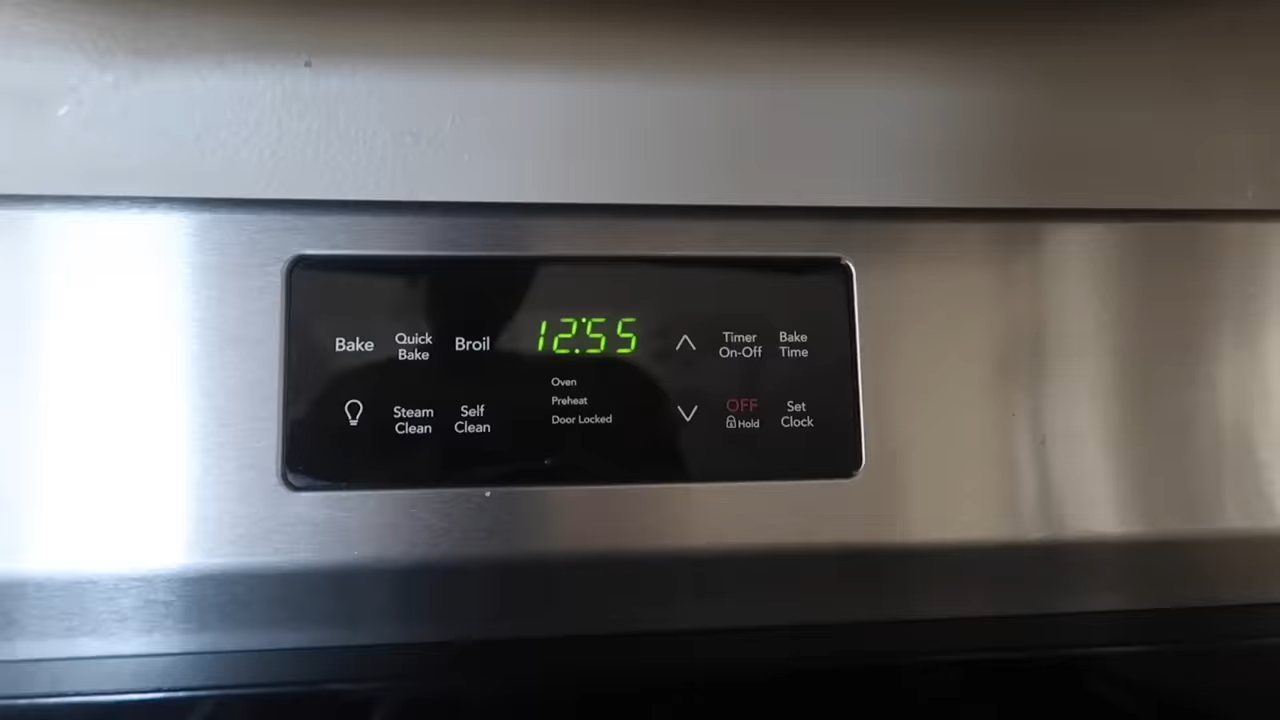 Bake
Quick
Bake
Broil
12:55
Timer
On-Off
Bake
Time
Oven
Preheat
Door Locked
Steam
Clean
Self
Clean
OFF
Hold
Set
Clock